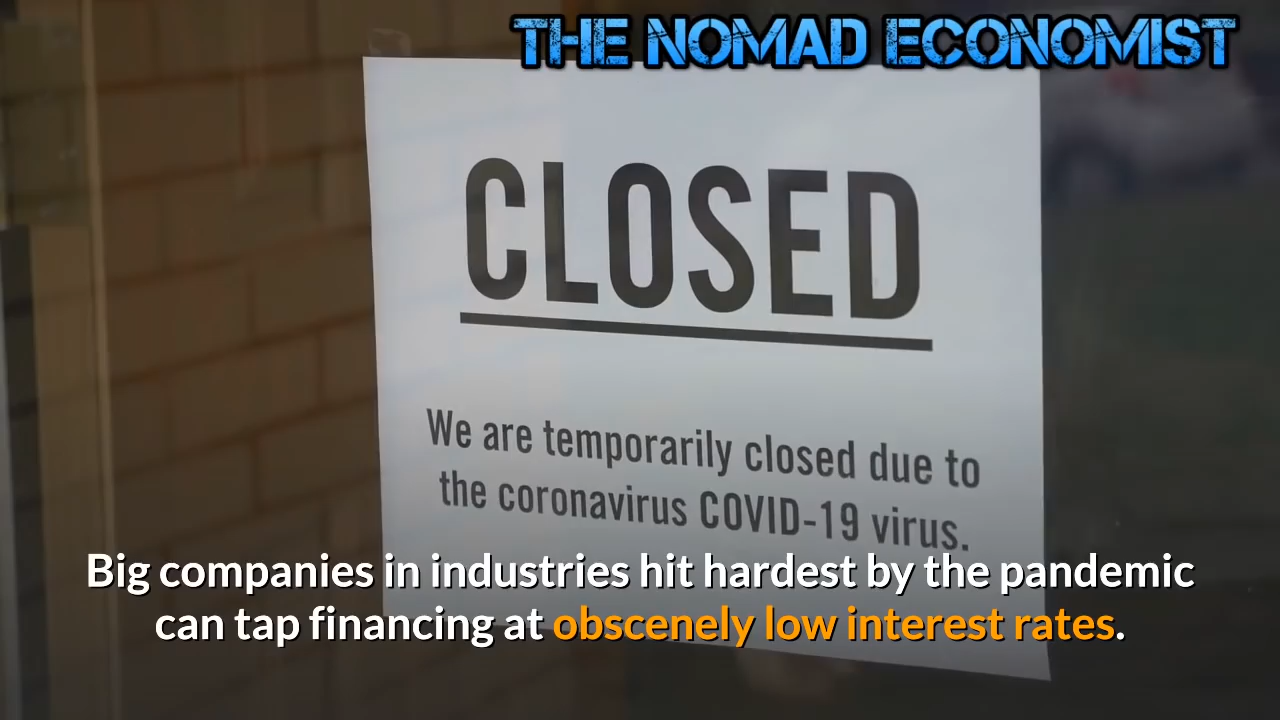 THE NOMAD ECONOMIST
CLOSED
We are temporarily closed due to
the coronavirus COVID-19 virus.
Big companies in industries hit hardest by the pandemic
can tap financing at obscenely low interest rates.